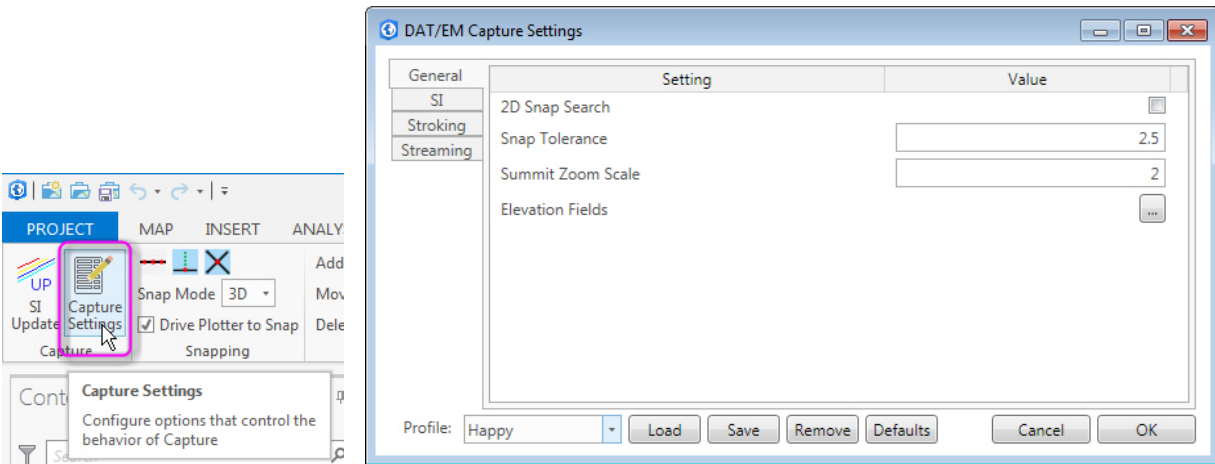 PROJECT MAP INSERT ANALY
UP
SI
Update
Capture
Settings
Snap Mode 3D
Drive Plotter to Snap
Add
Mov
Dele
Capture Snapping
Cont
Capture Settings
Configure options that control the
behavior of Capture
DAT/EM Capture Settings
General
SI
Stroking
Streaming
Setting Value
2D Snap Search
Snap Tolerance 2.5
Summit Zoom Scale 2
Elevation Fields ...
Profile: Happy Load Save Remove Defaults Cancel OK